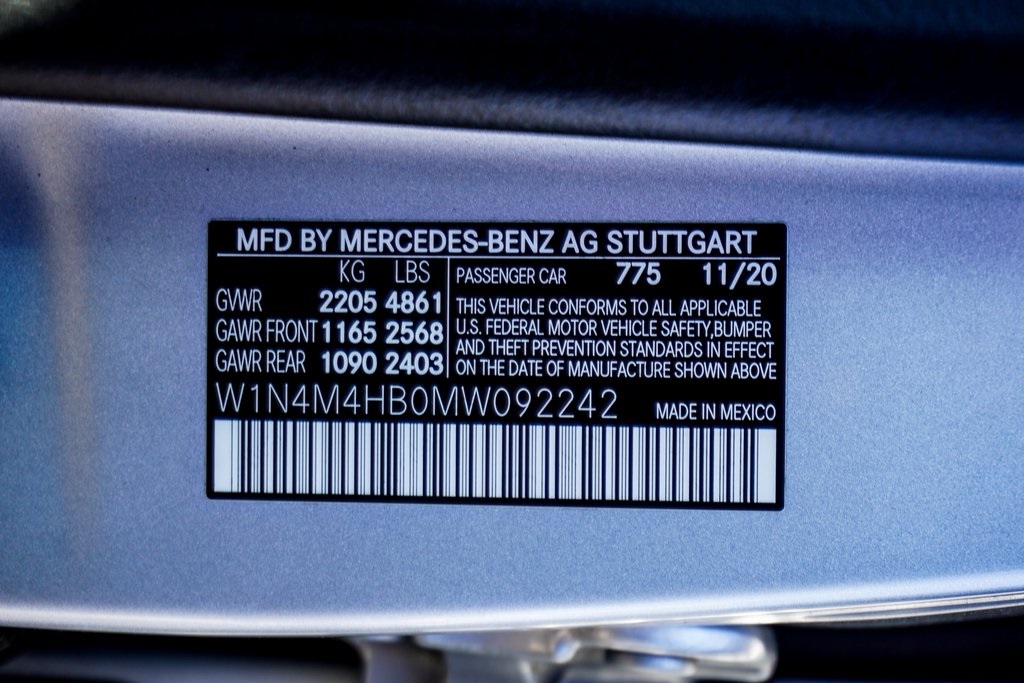 MFD BY MERCEDES-BENZ AG STUTTGART
KG LBS
GVWR 2205 4861
GAWR FRONT 1165 2568
GAWR REAR 1090 2403
PASSENGER CAR 775 11/20
THIS VEHICLE CONFORMS TO ALL APPLICABLE
U.S. FEDERAL MOTOR VEHICLE SAFETY, BUMPER
AND THEFT PREVENTION STANDARDS IN EFFECT
ON THE DATE OF MANUFACTURE SHOWN ABOVE
W1N4M4HB0MW092242 MADE IN MEXICO